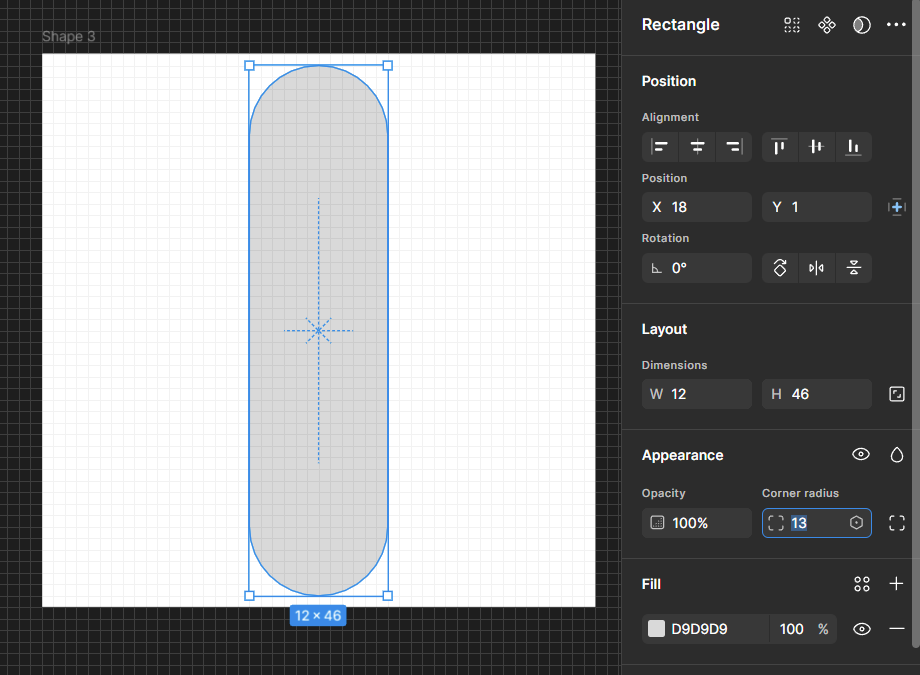 Shape 3
12 × 46
Rectangle
Position
Alignment
Position
X 18 Y 1
Rotation
0°
Layout
Dimensions
W 12 H 46
Appearance
Opacity Corner radius
100% 13
Fill
D9D9D9 100 %